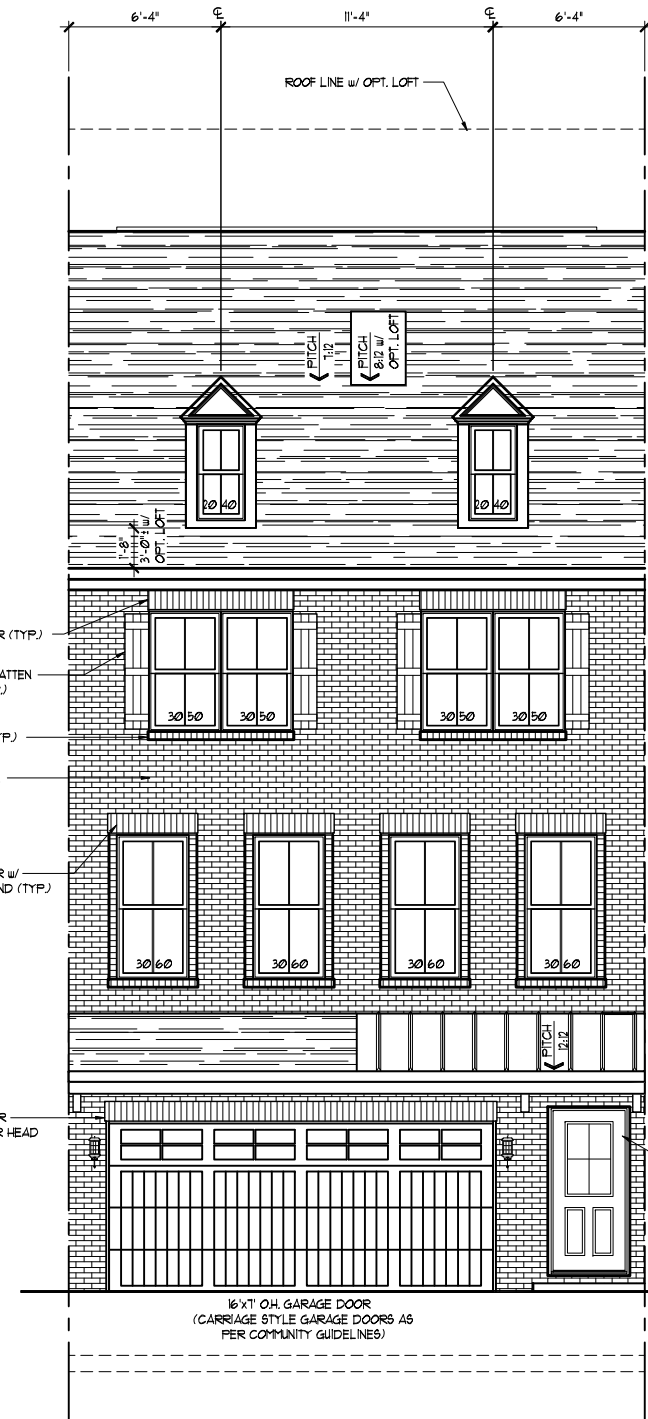 6'-4"
11'-4"
6'-4"
ROOF LINE w/ OPT. LOFT
PITCH
7:12
PITCH
8:12 w/
OPT. LOFT
20 40
20 40
1'-8"
3'-0"± w/
OPT. LOFT
R (TYP.)
ATTEN
.)
YP.)
30 50
30 50
30 50
30 50
R w/
ND (TYP.)
30 60
30 60
30 60
30 60
PITCH
12:12
R
R HEAD
16'x7' O.H. GARAGE DOOR
(CARRIAGE STYLE GARAGE DOORS AS
PER COMMUNITY GUIDELINES)